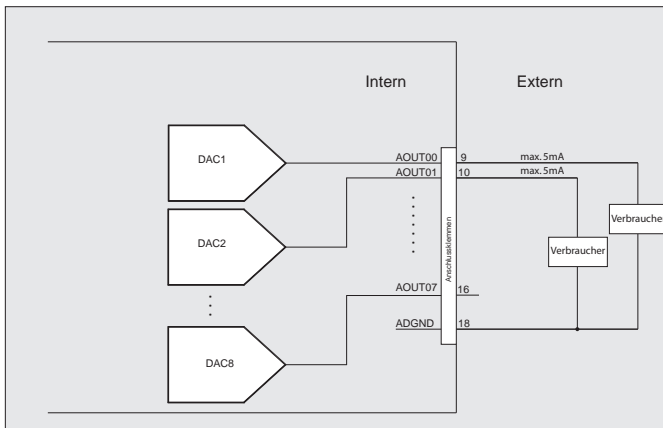 Intern Extern
DAC1
AOUT00 9 max.5mA
AOUT01 10 max.5mA
DAC2
Verbraucher
Verbraucher
Anschlussklemmen
AOUT07 16
ADGND 18
DAC8